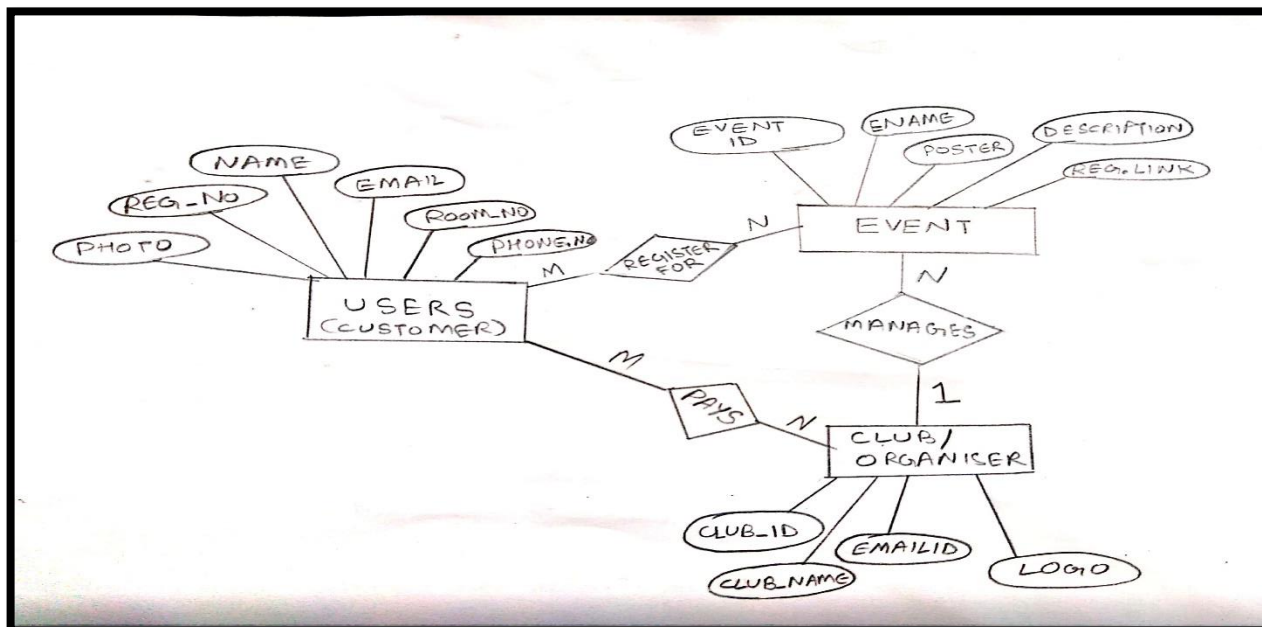 EVENT
ID
ENAME
POSTER
DESCRIPTION
REG.LINK
NAME
EMAIL
REG_NO
ROOM_NO
PHOTO
PHONE.NO
N
EVENT
REGISTER
FOR
M
USERS
(CUSTOMER)
N
MANAGES
M
PAYS
N
1
CLUB/
ORGANISER
CLUB_ID
EMAILID
CLUB_NAME
LOGO